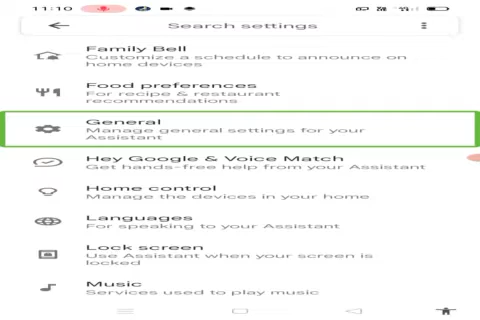 11:10
Search settings
Family Bell
Customize a schedule to announce on
home devices
Food preferences
For recipe & restaurant
recommendations
General
Manage general settings for your
Assistant
Hey Google & Voice Match
Get hands-free help from your Assistant
Home control
Manage the devices in your home
Languages
For speaking to your Assistant
Lock screen
Use Assistant when your screen is
locked
Music
Services used to play music